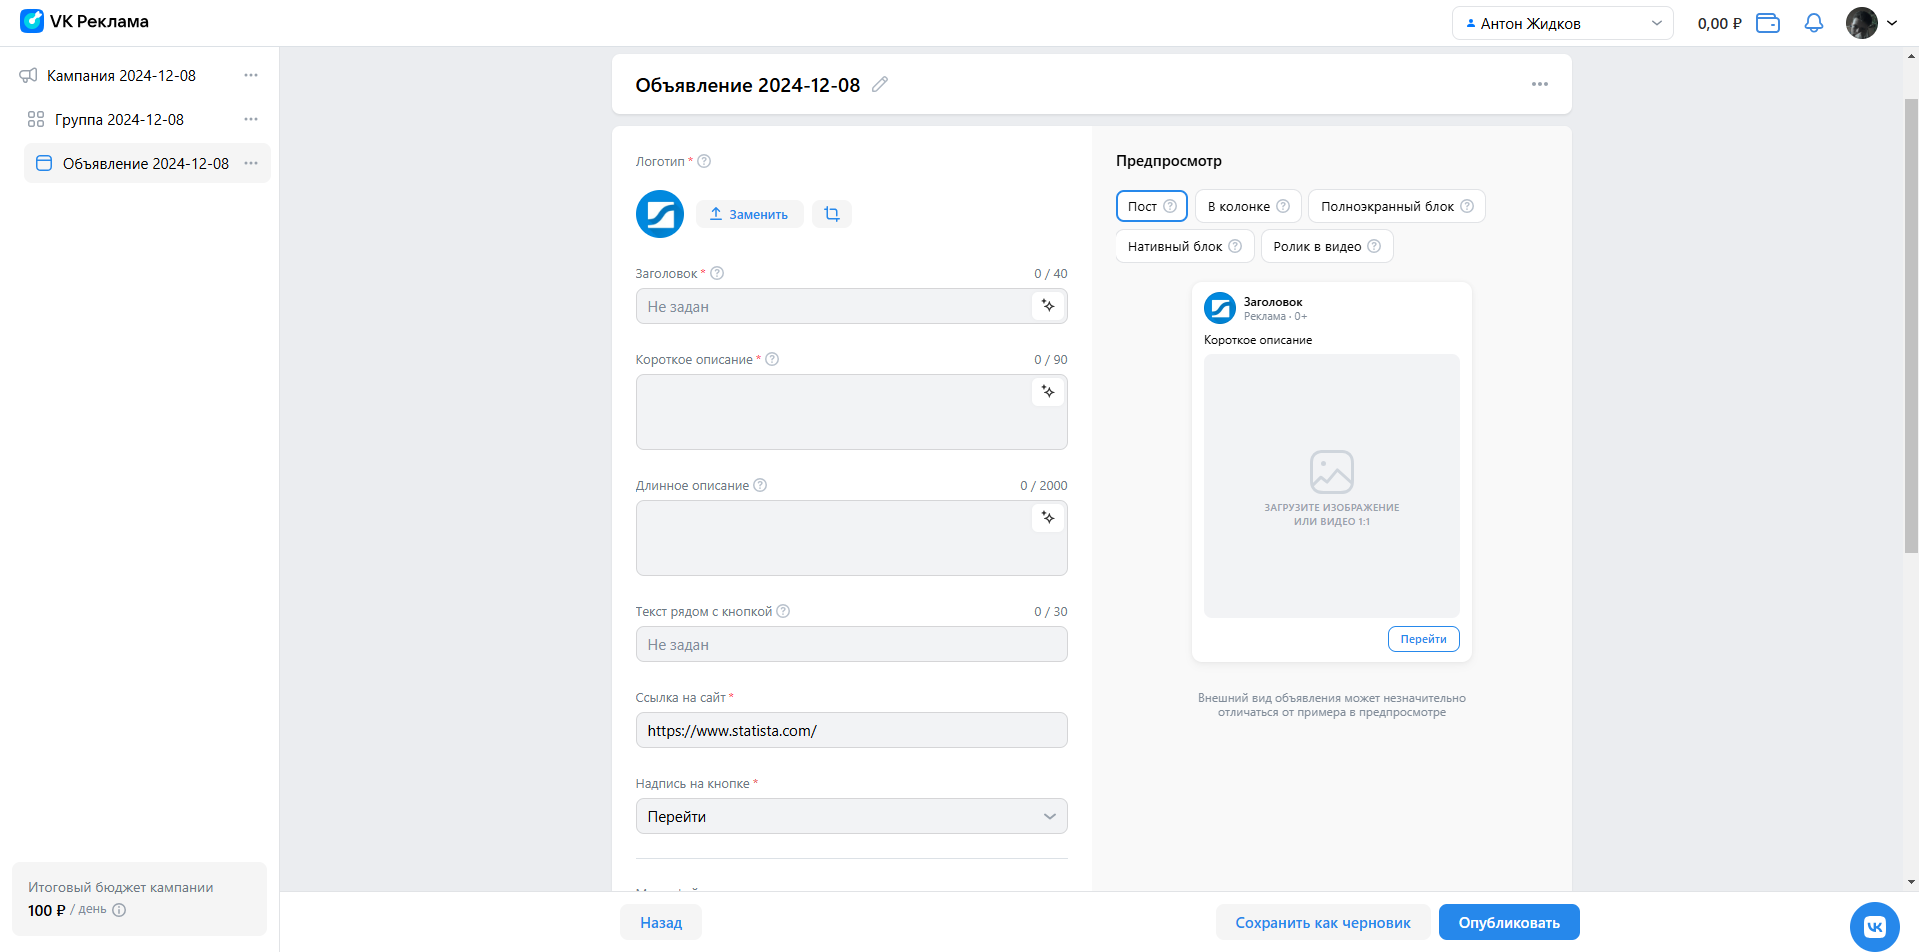 VK Реклама
Антон Жидков
0,00 ₽
Кампания 2024-12-08
Группа 2024-12-08
Объявление 2024-12-08
Итоговый бюджет кампании
100 ₽ / день
Объявление 2024-12-08
Логотип *
Заменить
Заголовок * 0 / 40
Не задан
Короткое описание * 0 / 90
Длинное описание 0 / 2000
Текст рядом с кнопкой 0 / 30
Не задан
Ссылка на сайт *
https://www.statista.com/
Надпись на кнопке *
Перейти
Предпросмотр
Пост
В колонке
Полноэкранный блок
Нативный блок
Ролик в видео
Заголовок
Реклама · 0+
Короткое описание
ЗАГРУЗИТЕ ИЗОБРАЖЕНИЕ
ИЛИ ВИДЕО 1:1
Перейти
Внешний вид объявления может незначительно
отличаться от примера в предпросмотре
Назад
Сохранить как черновик
Опубликовать